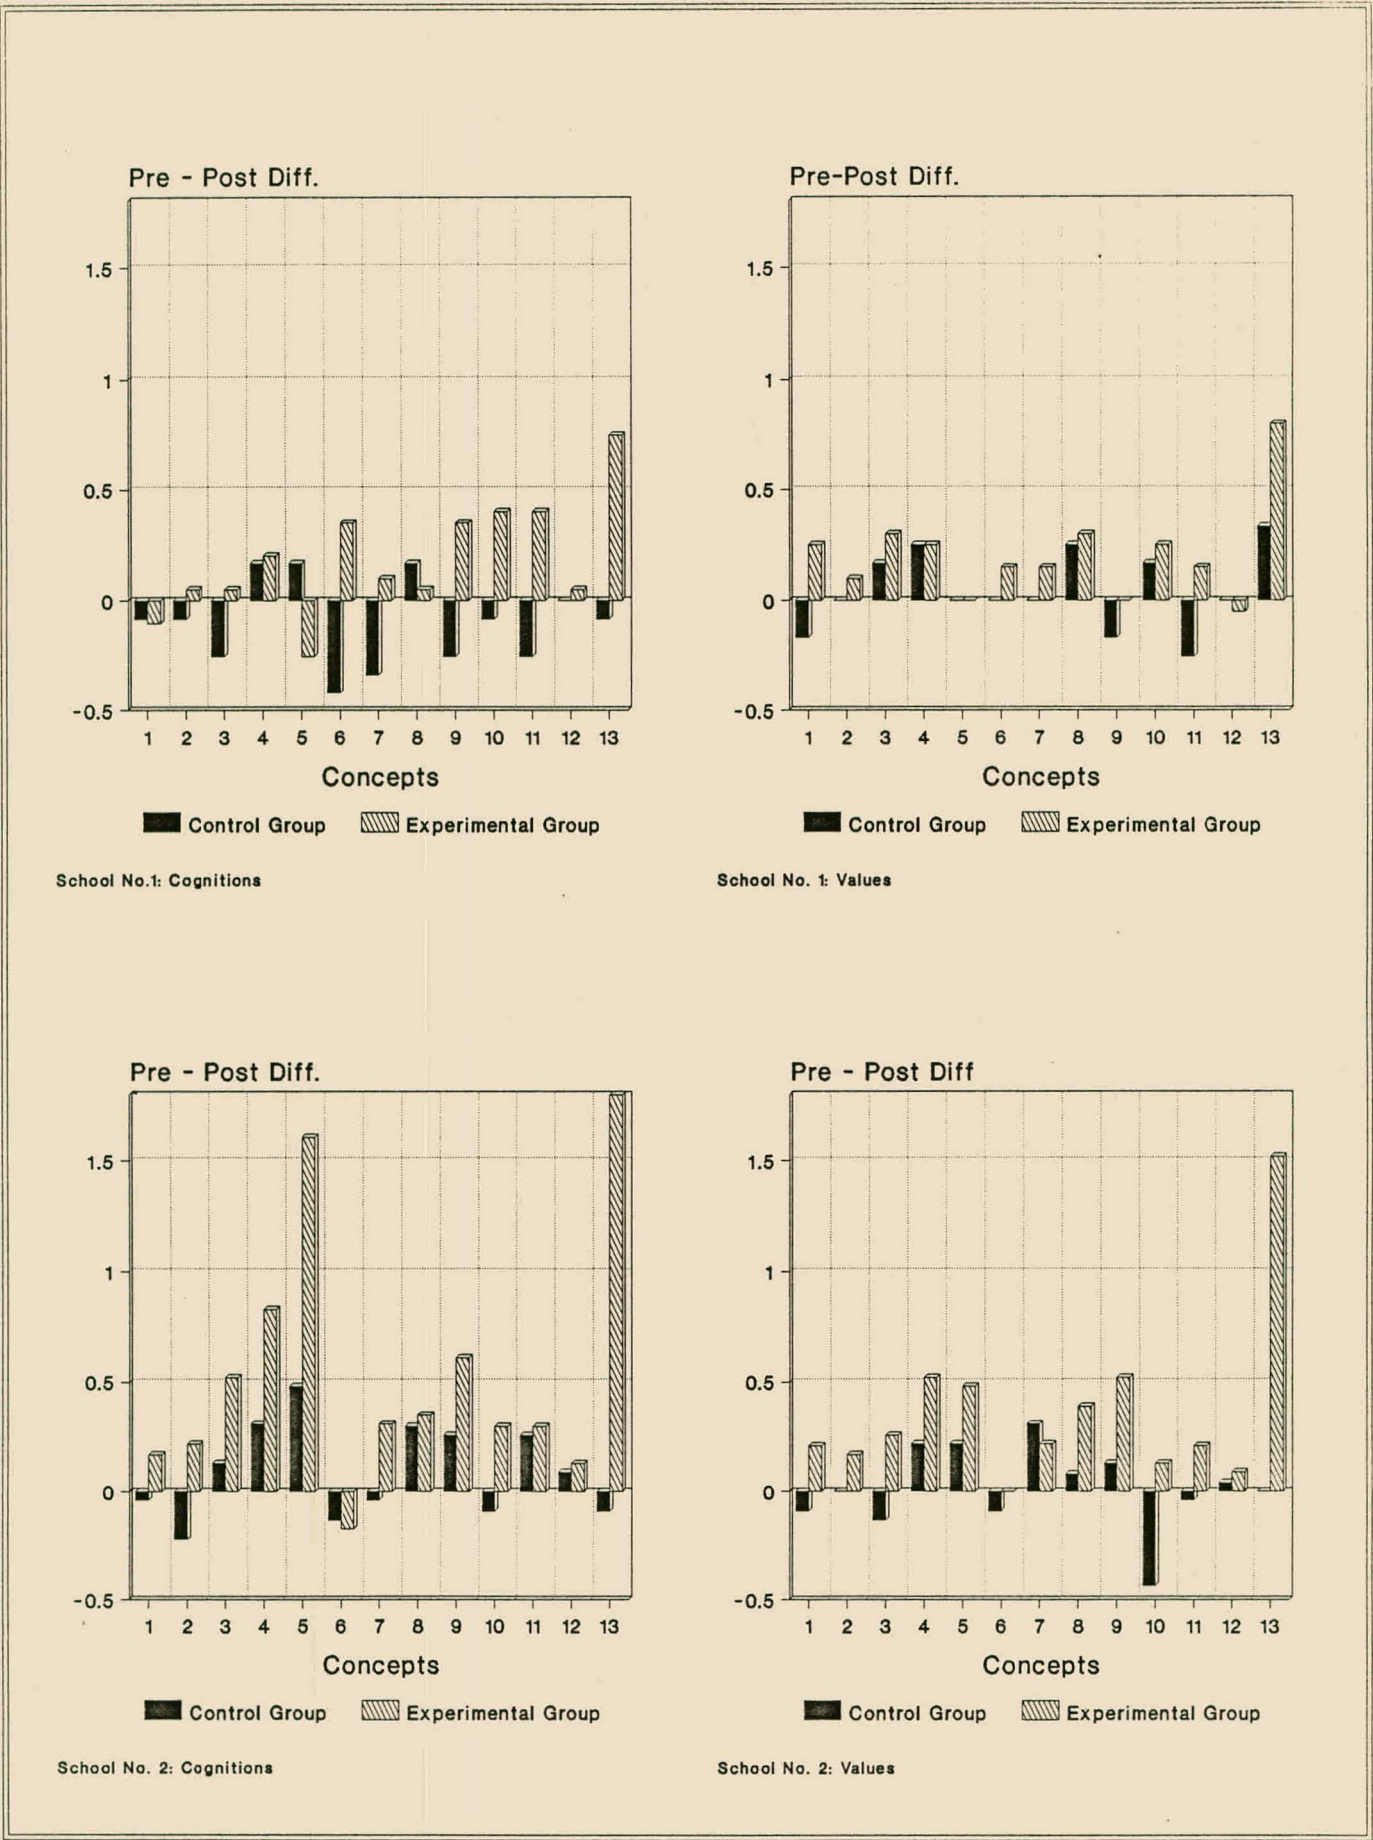 Pre - Post Diff.
1.5
1
0.5
0
-0.5
1 2 3 4 5 6 7 8 9 10 11 12 13
Concepts
Control Group Experimental Group
School No.1: Cognitions
Pre-Post Diff.
1.5
1
0.5
0
-0.5
1 2 3 4 5 6 7 8 9 10 11 12 13
Concepts
Control Group Experimental Group
School No. 1: Values
Pre - Post Diff.
1.5
1
0.5
0
-0.5
1 2 3 4 5 6 7 8 9 10 11 12 13
Concepts
Control Group Experimental Group
School No. 2: Cognitions
Pre - Post Diff
1.5
1
0.5
0
-0.5
1 2 3 4 5 6 7 8 9 10 11 12 13
Concepts
Control Group Experimental Group
School No. 2: Values